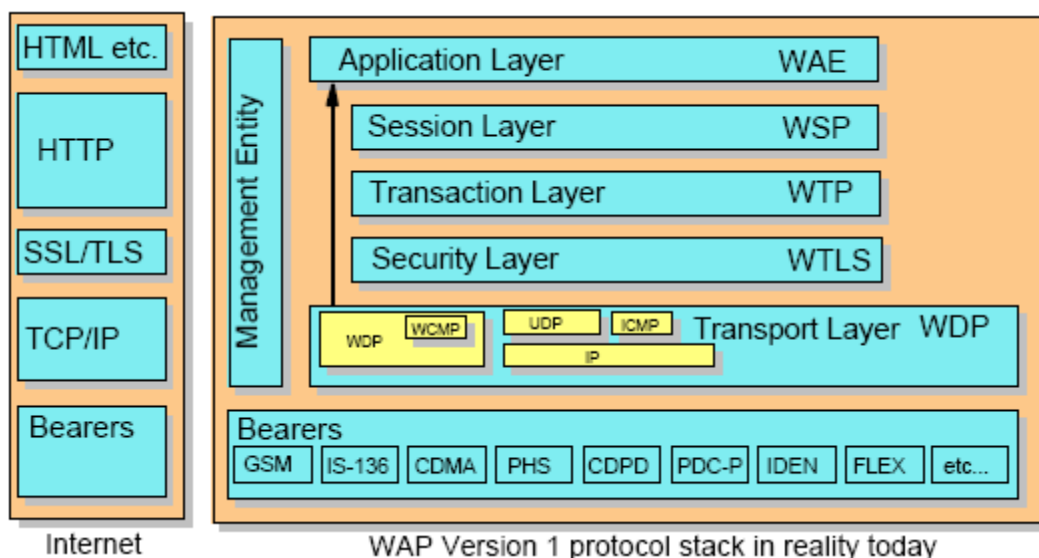 HTML etc.
HTTP
SSL/TLS
TCP/IP
Bearers
Internet
Management Entity
Application Layer WAE
Session Layer WSP
Transaction Layer WTP
Security Layer WTLS
WDP WCMP UDP ICMP Transport Layer WDP
IP
Bearers
GSM IS-136 CDMA PHS CDPD PDC-P IDEN FLEX etc...
WAP Version 1 protocol stack in reality today